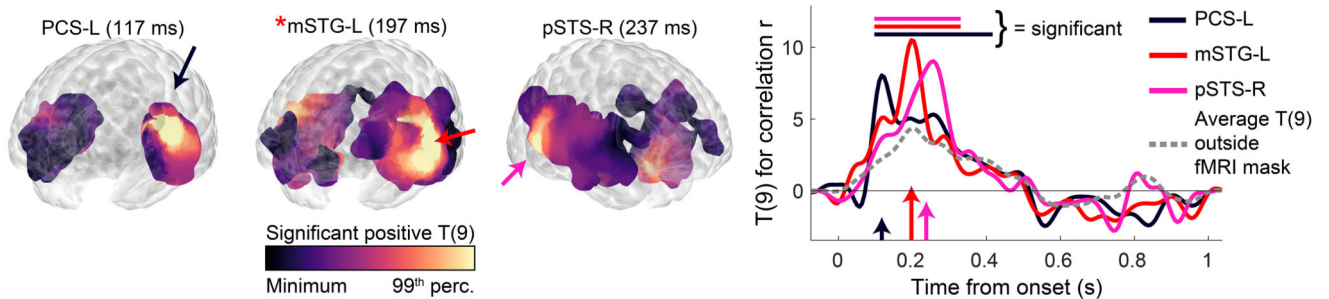 PCS-L (117 ms)
*mSTG-L (197 ms)
pSTS-R (237 ms)
Significant positive T(9)
Minimum 99th perc.
T(9) for correlation r
10
5
0
} = significant
PCS-L
mSTG-L
pSTS-R
Average T(9)
outside
fMRI mask
0 0.2 0.4 0.6 0.8 1
Time from onset (s)